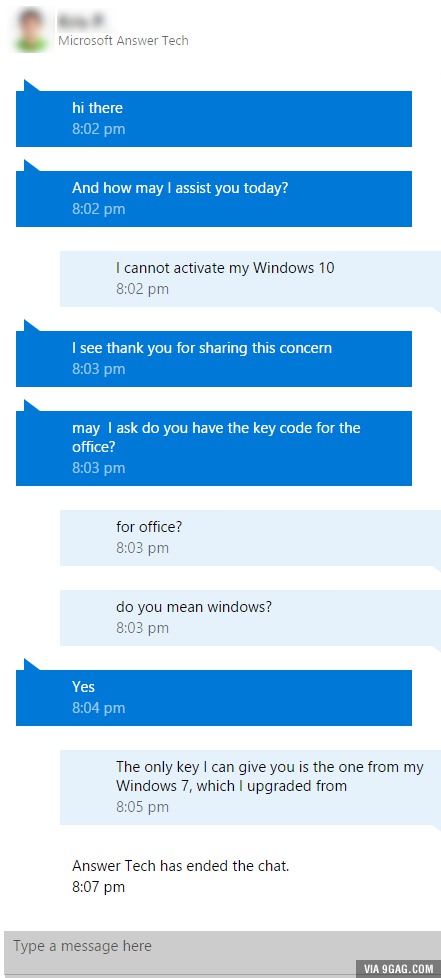 Microsoft Answer Tech
hi there
8:02 pm
And how may I assist you today?
8:02 pm
I cannot activate my Windows 10
8:02 pm
I see thank you for sharing this concern
8:03 pm
may  I ask do you have the key code for the
office?
8:03 pm
for office?
8:03 pm
do you mean windows?
8:03 pm
Yes
8:04 pm
The only key I can give you is the one from my
Windows 7, which I upgraded from
8:05 pm
Answer Tech has ended the chat.
8:07 pm
Type a message here
VIA 9GAG.COM